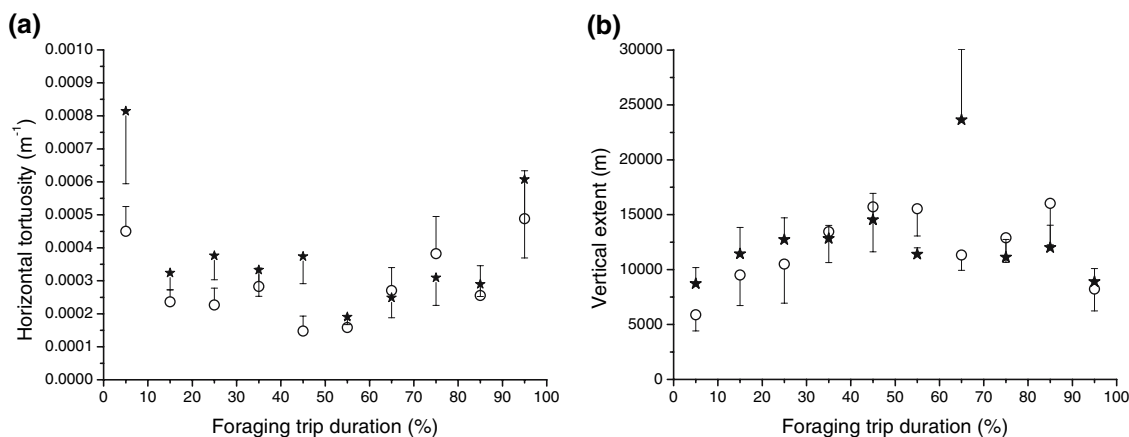 (a)
Horizontal tortuosity (m⁻¹)
0.0010
0.0009
0.0008
0.0007
0.0006
0.0005
0.0004
0.0003
0.0002
0.0001
0.0000
0 10 20 30 40 50 60 70 80 90 100
Foraging trip duration (%)
(b)
Vertical extent (m)
30000
25000
20000
15000
10000
5000
0
0 10 20 30 40 50 60 70 80 90 100
Foraging trip duration (%)